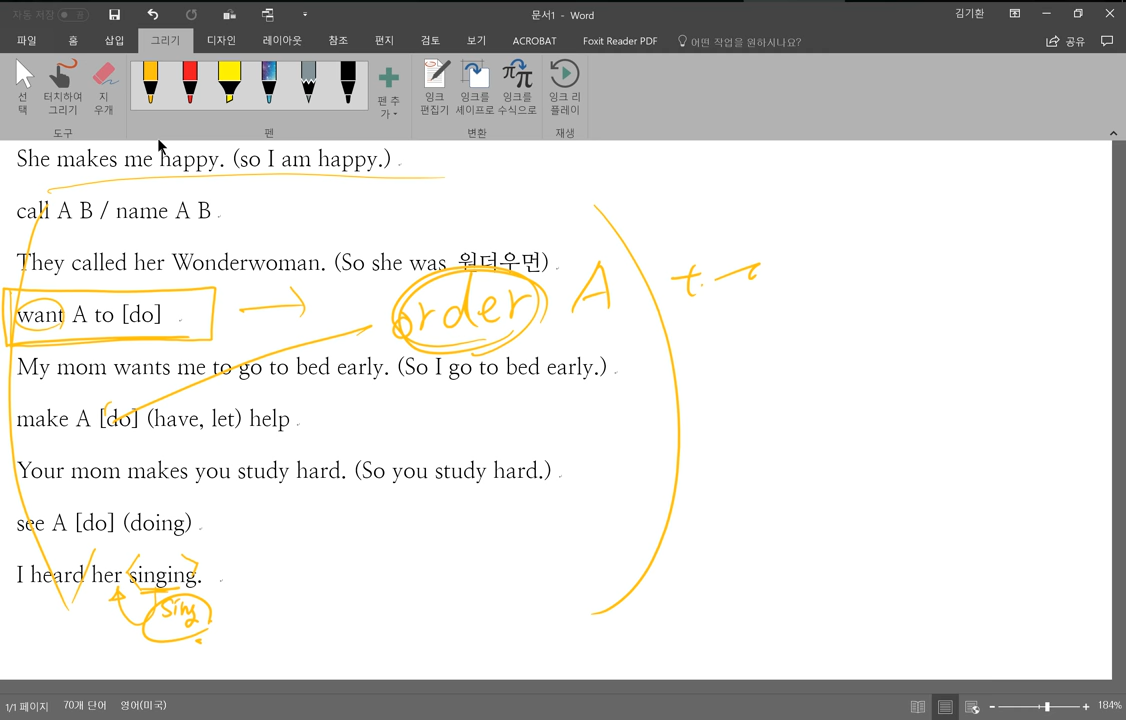 자동 저장 끔
문서1 - Word
김기환
파일 홈 삽입 그리기 디자인 레이아웃 참조 편지 검토 보기 ACROBAT Foxit Reader PDF 어떤 작업을 원하시나요? 공유
선택 터치하여 그리기 지우개 펜 추가 잉크 편집기 잉크를 셰이프로 잉크를 수식으로 잉크 리플레이
도구 펜 변환 재생
She makes me happy. (so I am happy.)
call A B / name A B
They called her Wonderwoman. (So she was 원더우먼)
want A to [do]
order A to
My mom wants me to go to bed early. (So I go to bed early.)
make A [do] (have, let) help
Your mom makes you study hard. (So you study hard.)
see A [do] (doing)
I heard her singing.
sing
1/1 페이지 70개 단어 영어(미국) 184%